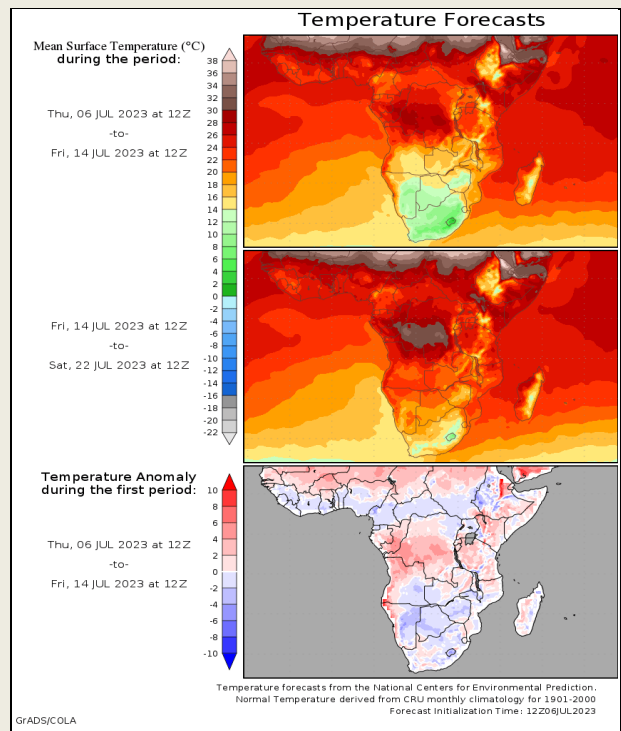 Temperature Forecasts
Mean Surface Temperature (°C)
during the period:
38
36
34
32
30
28
26
24
22
20
18
16
14
12
10
8
6
4
2
0
-2
-4
-6
-8
-10
-12
-14
-16
-17
-18
-20
-22
Thu, 06 JUL 2023 at 12Z
-to-
Fri, 14 JUL 2023 at 12Z
Fri, 14 JUL 2023 at 12Z
-to-
Sat, 22 JUL 2023 at 12Z
Temperature Anomaly
during the first period:
10
8
6
4
2
0
-2
-4
-6
-8
-10
Thu, 06 JUL 2023 at 12Z
-to-
Fri, 14 JUL 2023 at 12Z
Temperature forecasts from the National Centers for Environmental Prediction.
Normal Temperature derived from CRU monthly climatology for 1901-2000
Forecast Initialization Time: 12Z06JUL2023
GrADS/COLA